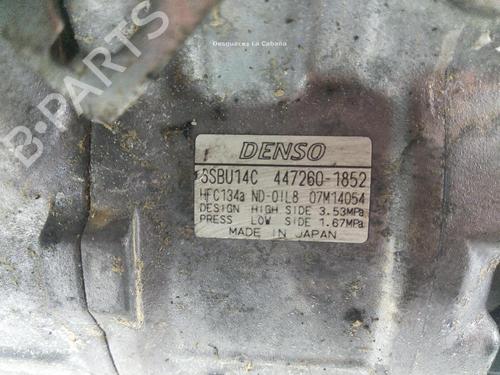 Desguaces La Cabaña
B-PARTS
DENSO
6SBU14C 447260-1852
HFC134a ND-OIL8 07M14054
DESIGN HIGH SIDE 3.53MPa
PRESS LOW SIDE 1.67MPa
MADE IN JAPAN